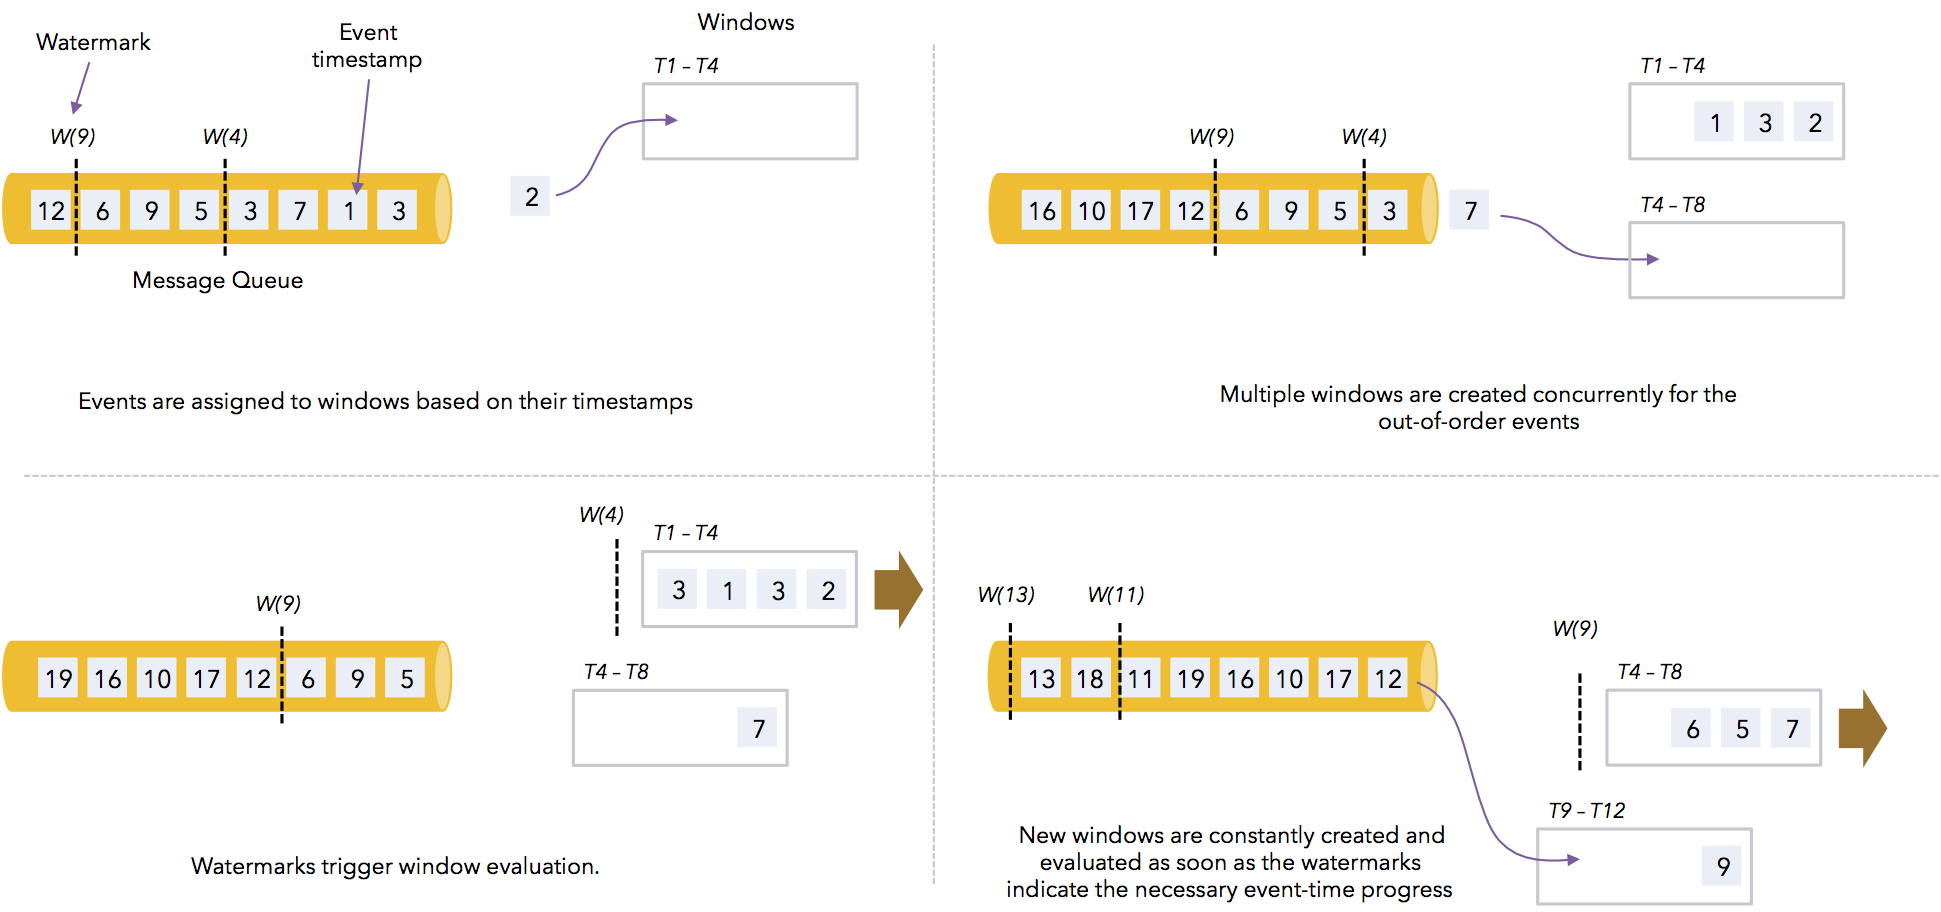 Windows
Watermark
Event
timestamp
T1 – T4
W(9)
W(4)
12 6 9 5 3 7 1 3
2
Message Queue
Events are assigned to windows based on their timestamps
T1 – T4
1 3 2
W(9)
W(4)
16 10 17 12 6 9 5 3
7
T4 – T8
Multiple windows are created concurrently for the
out-of-order events
W(4)
T1 – T4
3 1 3 2
W(9)
19 16 10 17 12 6 9 5
T4 – T8
7
Watermarks trigger window evaluation.
W(13)
W(11)
13 18 11 19 16 10 17 12
W(9)
T4 – T8
6 5 7
T9 – T12
9
New windows are constantly created and
evaluated as soon as the watermarks
indicate the necessary event-time progress